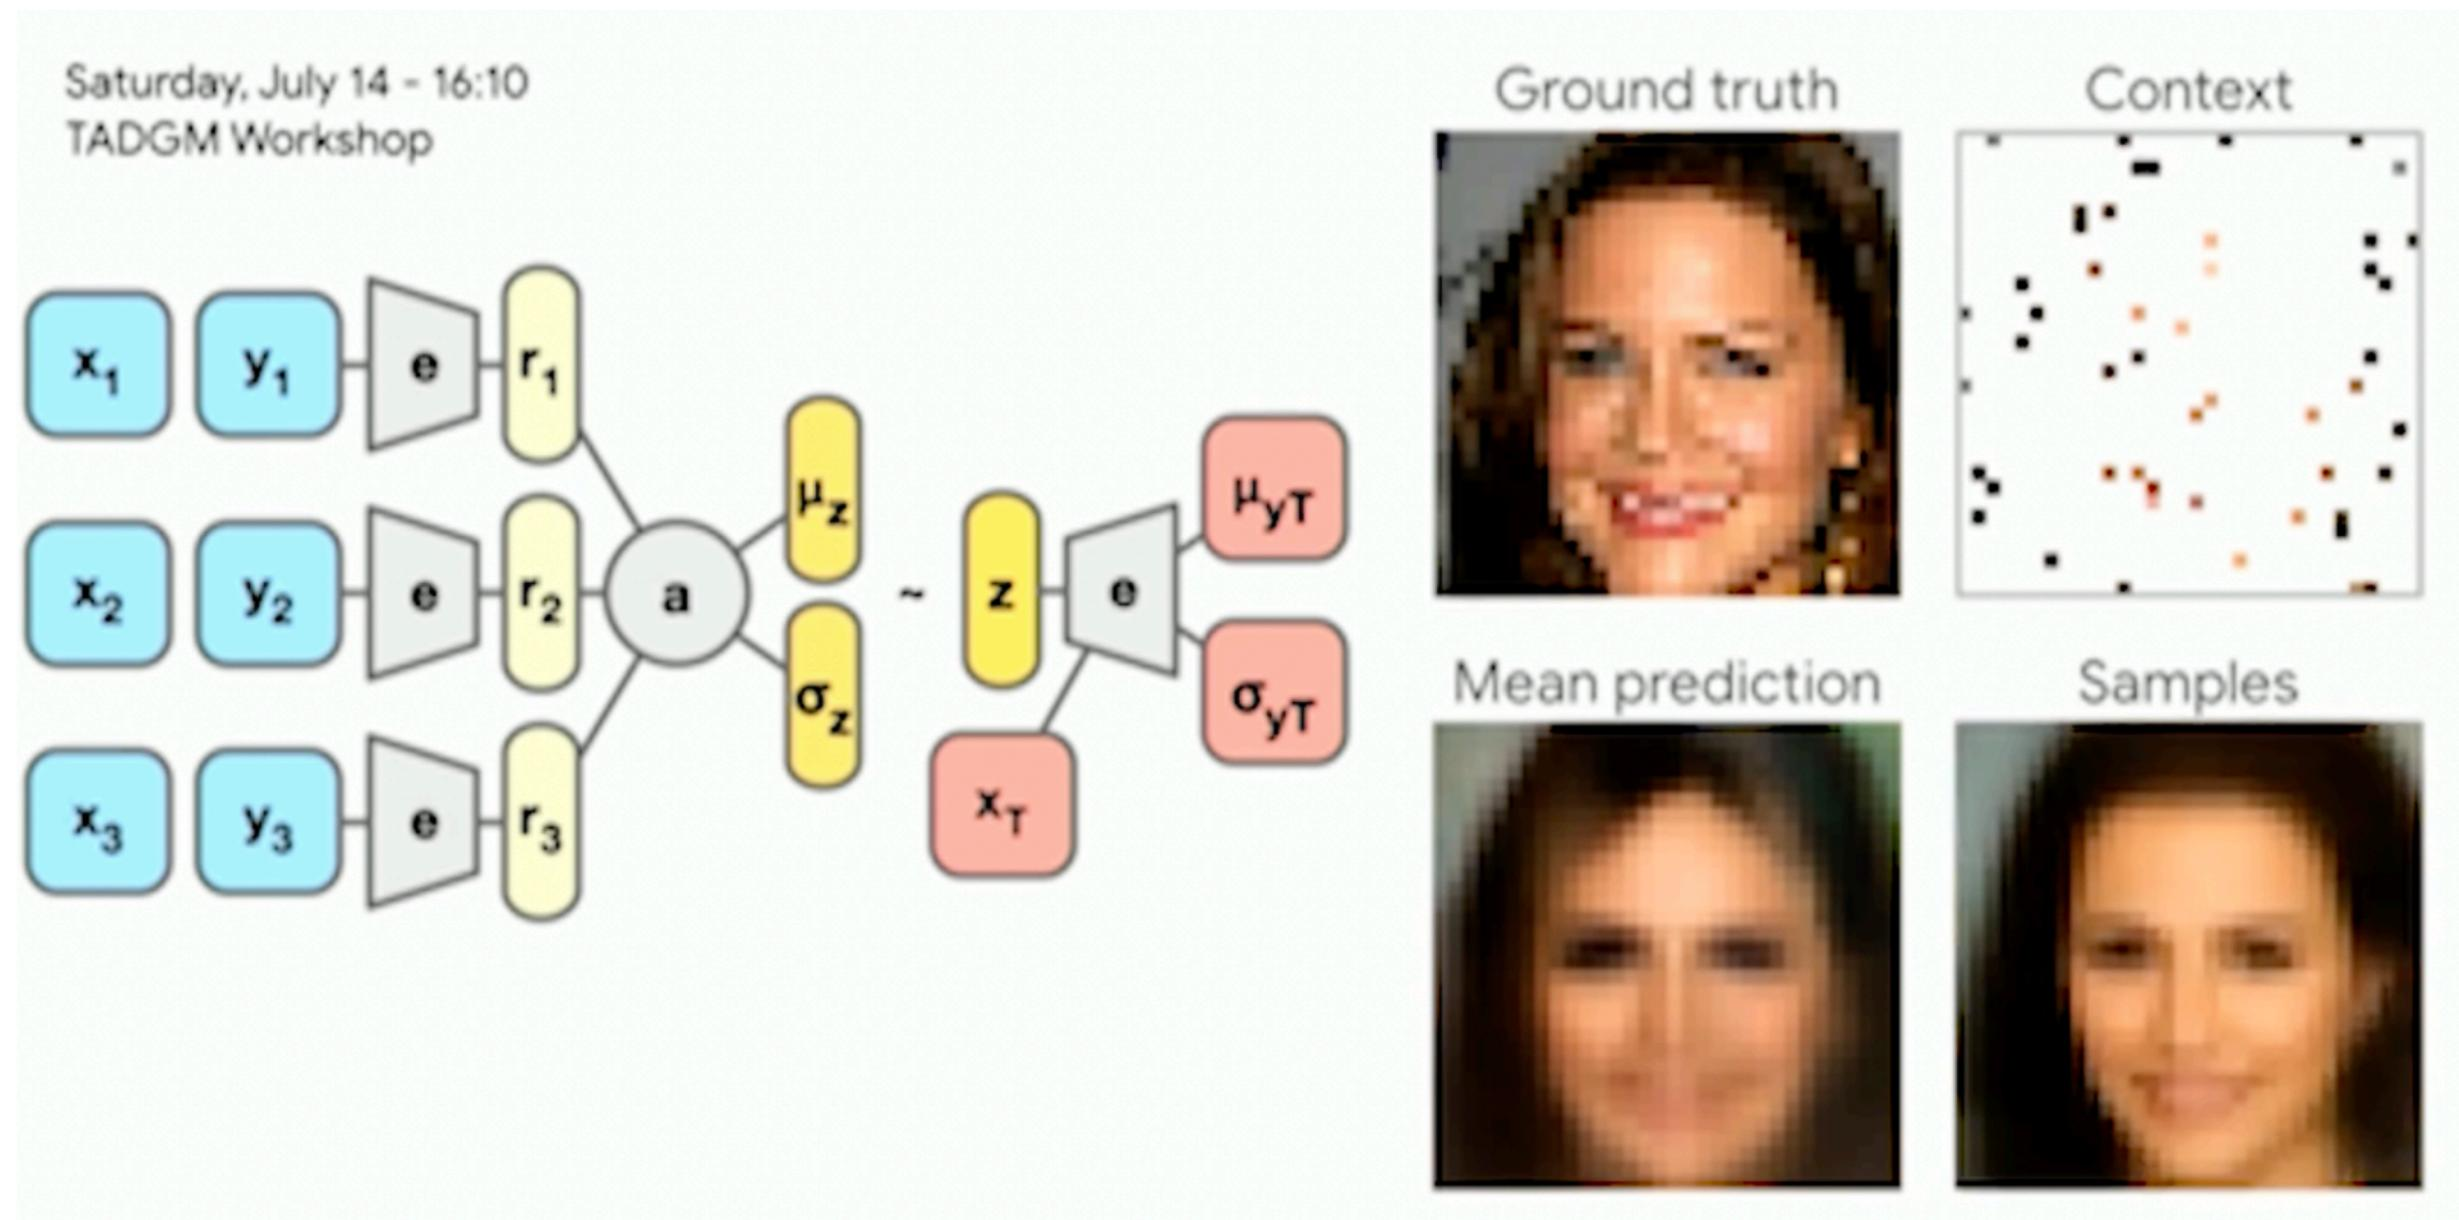 Saturday, July 14 - 16:10
TADGM Workshop
x₁ y₁ e r₁
x₂ y₂ e r₂
x₃ y₃ e r₃
a
μz
σz
~
z e
xT
μyT
σyT
Ground truth
Context
Mean prediction
Samples